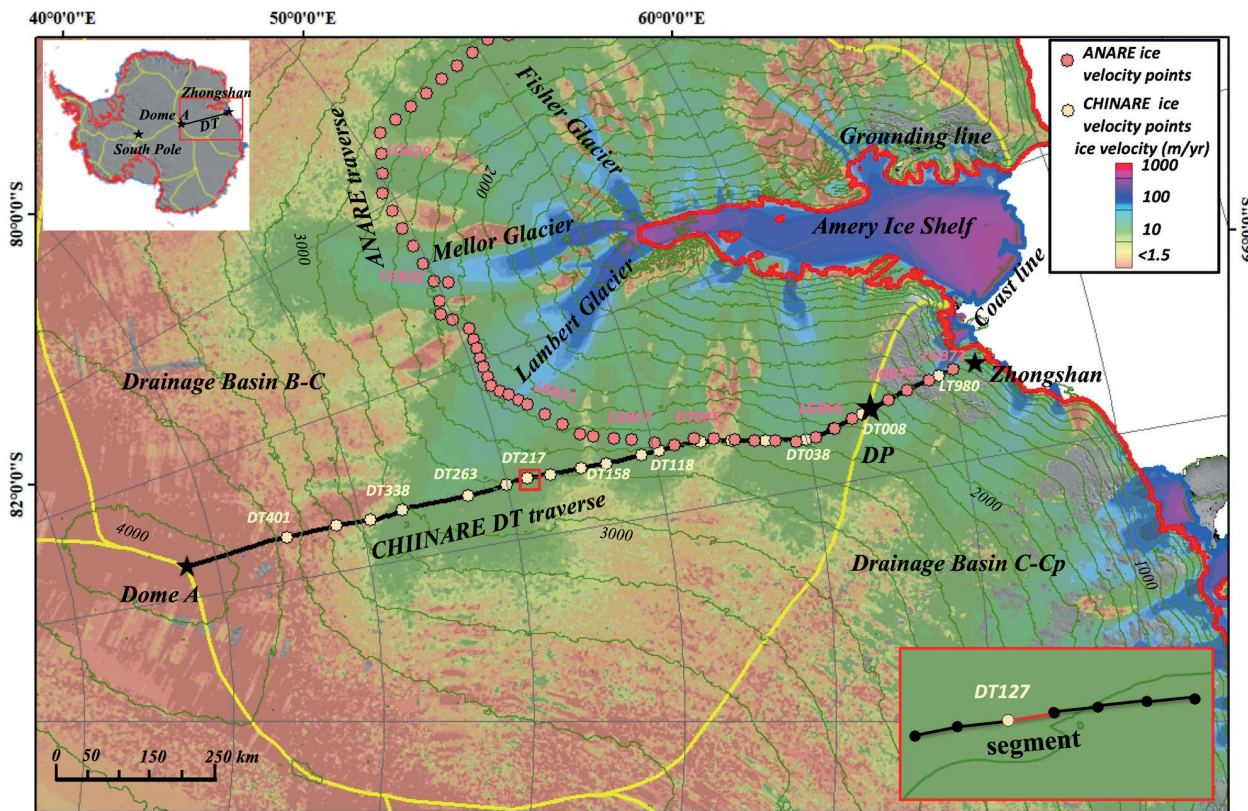 40°0'0"E
50°0'0"E
60°0'0"E
Zhongshan
Dome A
DT
South Pole
ANARE ice
velocity points
CHINARE ice
velocity points
ice velocity (m/yr)
1000
100
10
<1.5
Fisher Glacier
Grounding line
ANARE traverse
LGB39
2000
80°0'0"S
3000
Mellor Glacier
Amery Ice Shelf
LGB35
Lambert Glacier
Coast line
Drainage Basin B-C
LGB72
Zhongshan
LGB70
LT980
LGB51
LGB57
DT085
LGB66
DT008
DP
82°0'0"S
DT217
DT263
DT158
DT118
DT038
DT338
DT401
CHIINARE DT traverse
2000
4000
3000
Drainage Basin C-Cp
1000
Dome A
DT127
segment
0 50 150 250 km